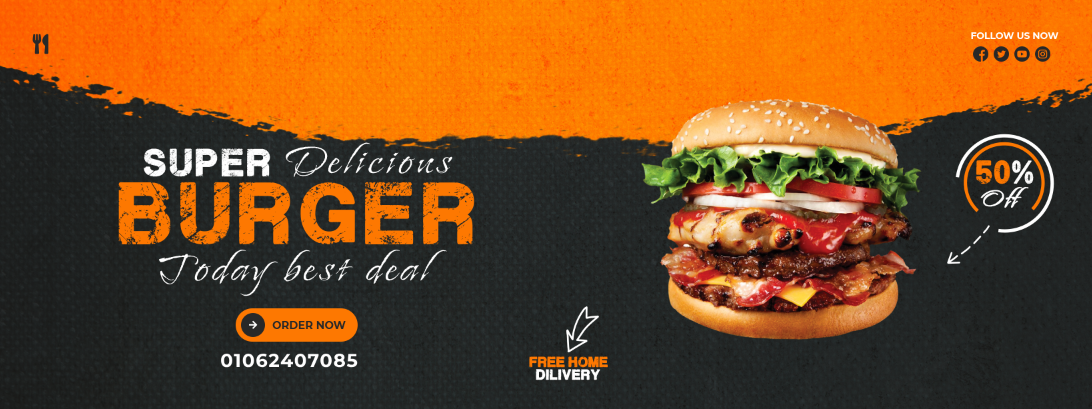 FOLLOW US NOW
SUPER Delicious
BURGER
Today best deal
50%
Off
ORDER NOW
01062407085
FREE HOME
DILIVERY